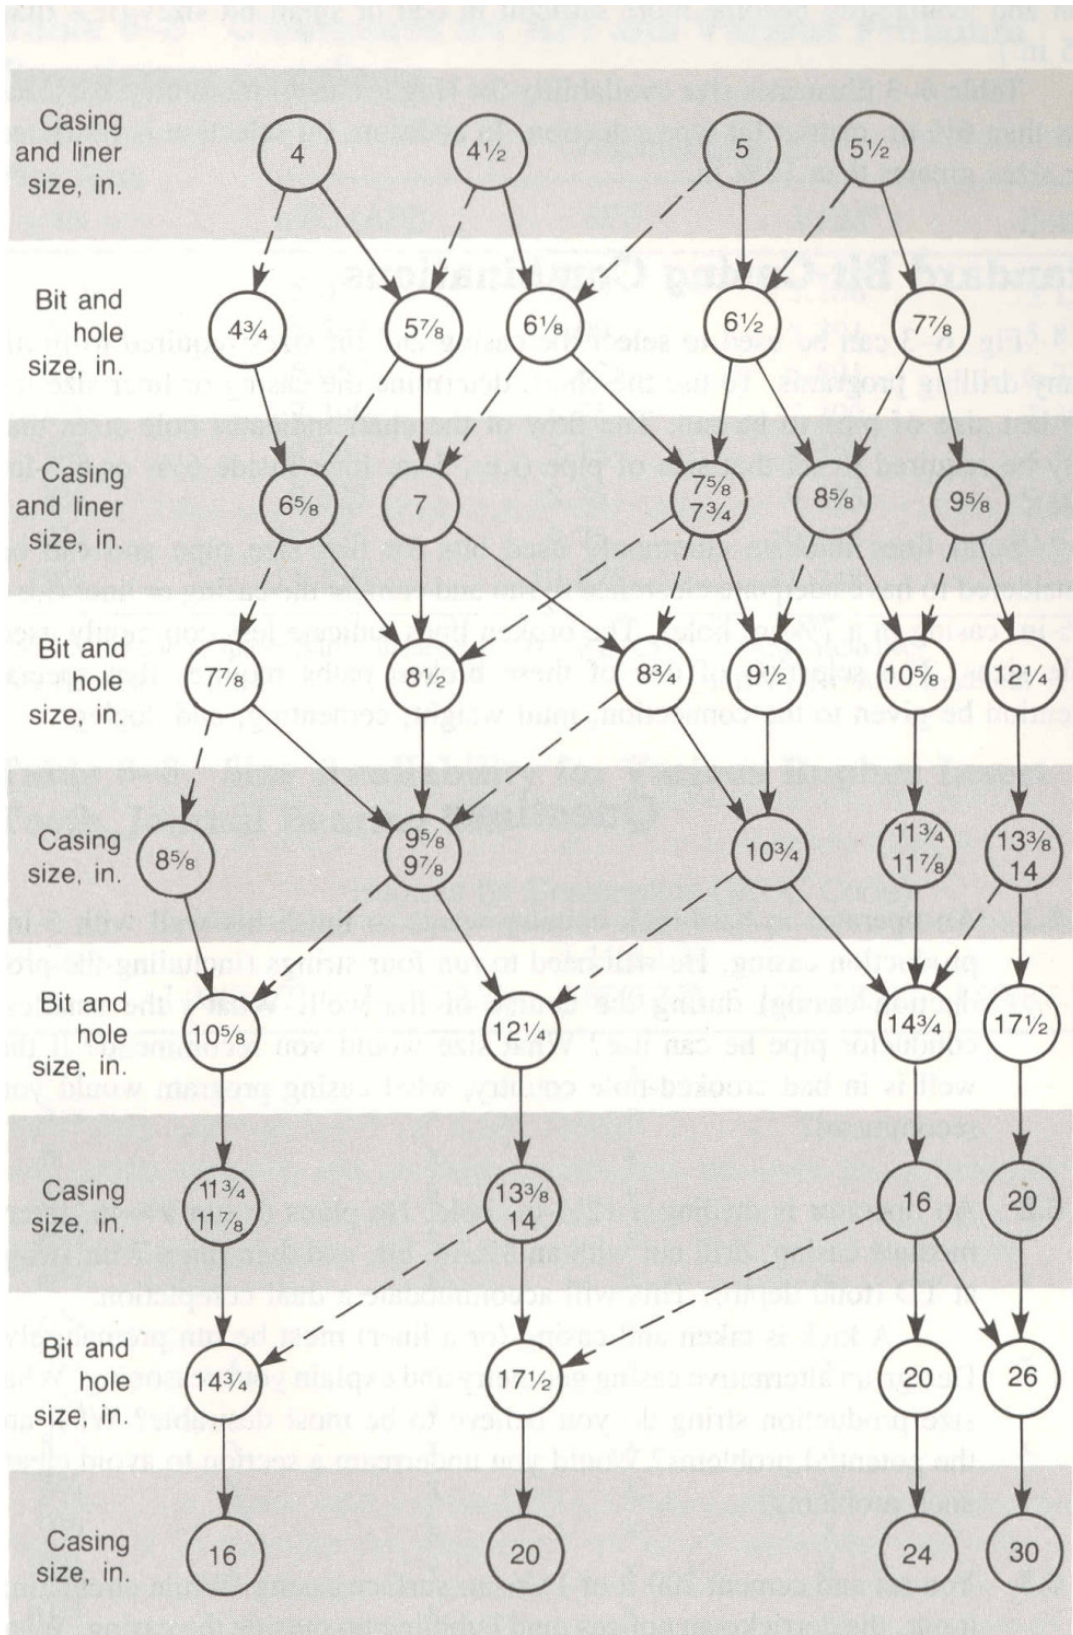 Casing
and liner
size, in.
4 4½ 5 5½
Bit and
hole
size, in.
4¾ 5⅞ 6⅛ 6½ 7⅞
Casing
and liner
size, in.
6⅝ 7 7⅝ 8⅝ 9⅝
7¾
Bit and
hole
size, in.
7⅞ 8½ 8¾ 9½ 10⅝ 12¼
Casing
size, in.
8⅝ 9⅝ 10¾ 11¾ 13⅜
9⅞ 11⅞ 14
Bit and
hole
size, in.
10⅝ 12¼ 14¾ 17½
Casing
size, in.
11¾ 13⅜ 16 20
11⅞ 14
Bit and
hole
size, in.
14¾ 17½ 20 26
Casing
size, in.
16 20 24 30